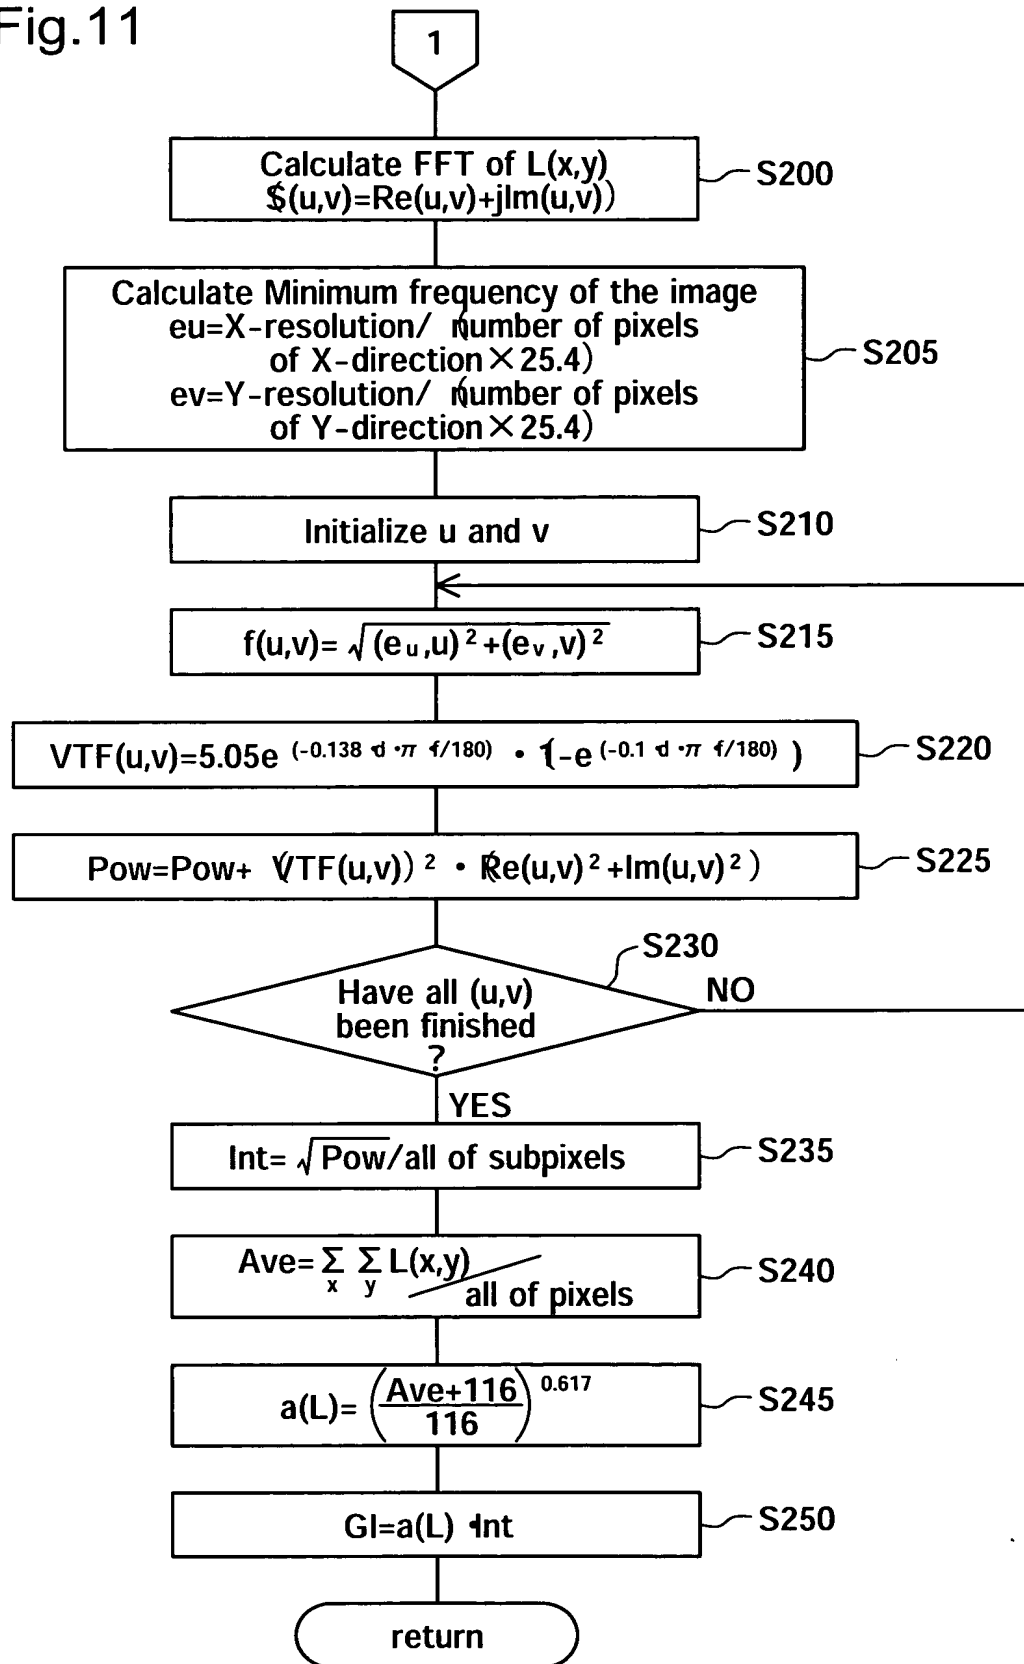 Fig.11
1
Calculate FFT of L(x,y)
$(u,v)=Re(u,v)+jIm(u,v))
S200
Calculate Minimum frequency of the image
eu=X-resolution/ (number of pixels
of X-direction×25.4)
ev=Y-resolution/ (number of pixels
of Y-direction×25.4)
S205
Initialize u and v
S210
f(u,v)= √(eᵤ,u)²+(eᵥ,v)²
S215
VTF(u,v)=5.05e (-0.138 d ·π f/180) · (1-e (-0.1 d ·π f/180) )
S220
Pow=Pow+ (VTF(u,v))² · (Re(u,v)²+Im(u,v)²)
S225
S230
Have all (u,v)
been finished
?
NO
YES
Int= √Pow/all of subpixels
S235
Ave=Σx Σy L(x,y)
all of pixels
S240
a(L)= (Ave+116/116) 0.617
S245
GI=a(L) ·Int
S250
return